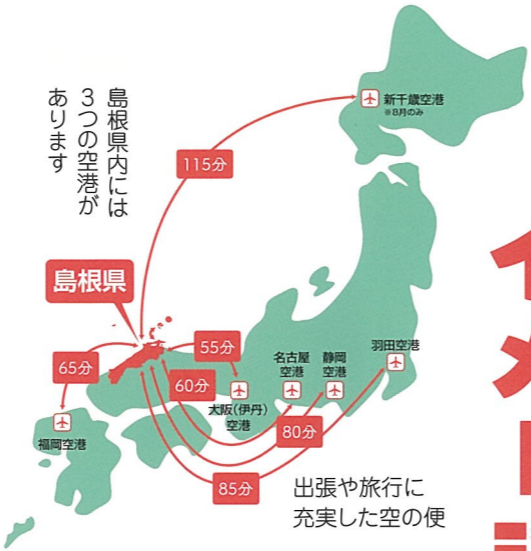 島根県内には
3つの空港が
あります
新千歳空港
※8月のみ
115分
島根県
65分
55分
60分
80分
85分
福岡空港
大阪（伊丹）
空港
名古屋
空港
静岡
空港
羽田空港
出張や旅行に
充実した空の便